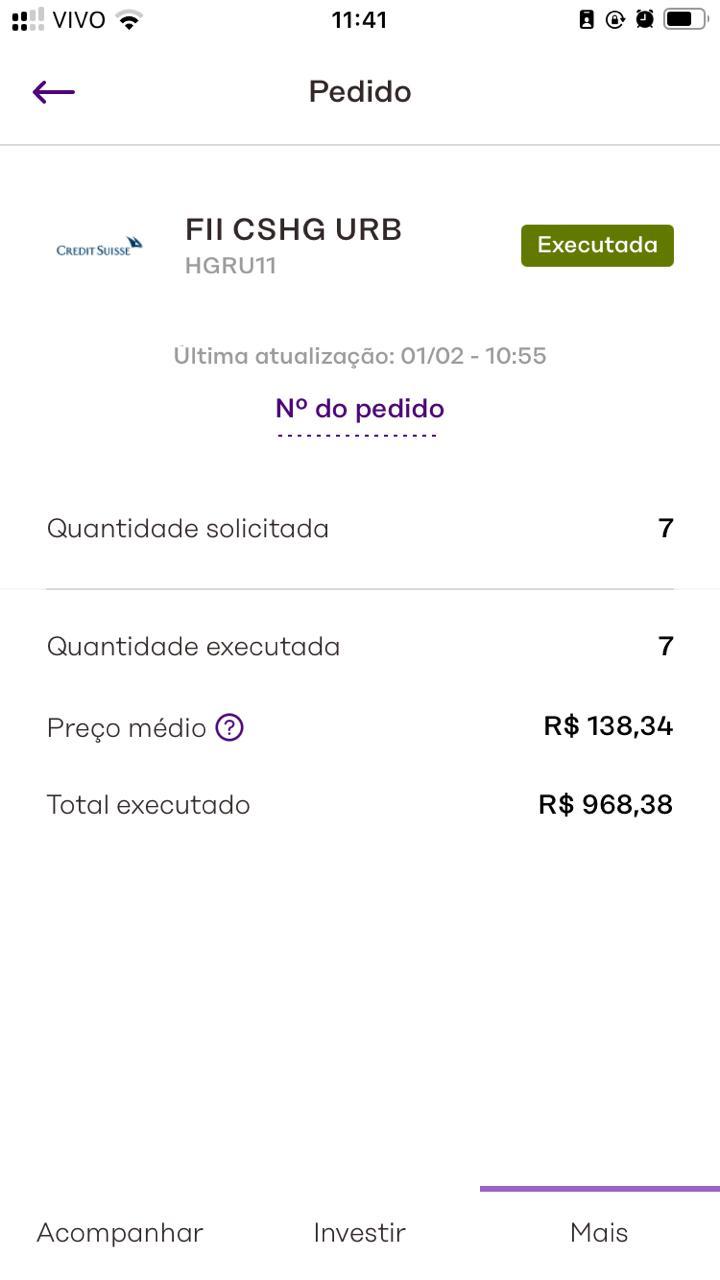 VIVO 11:41
Pedido
CREDIT SUISSE
FII CSHG URB
HGRU11
Executada
Última atualização: 01/02 - 10:55
Nº do pedido
Quantidade solicitada 7
Quantidade executada 7
Preço médio ? R$ 138,34
Total executado R$ 968,38
Acompanhar Investir Mais